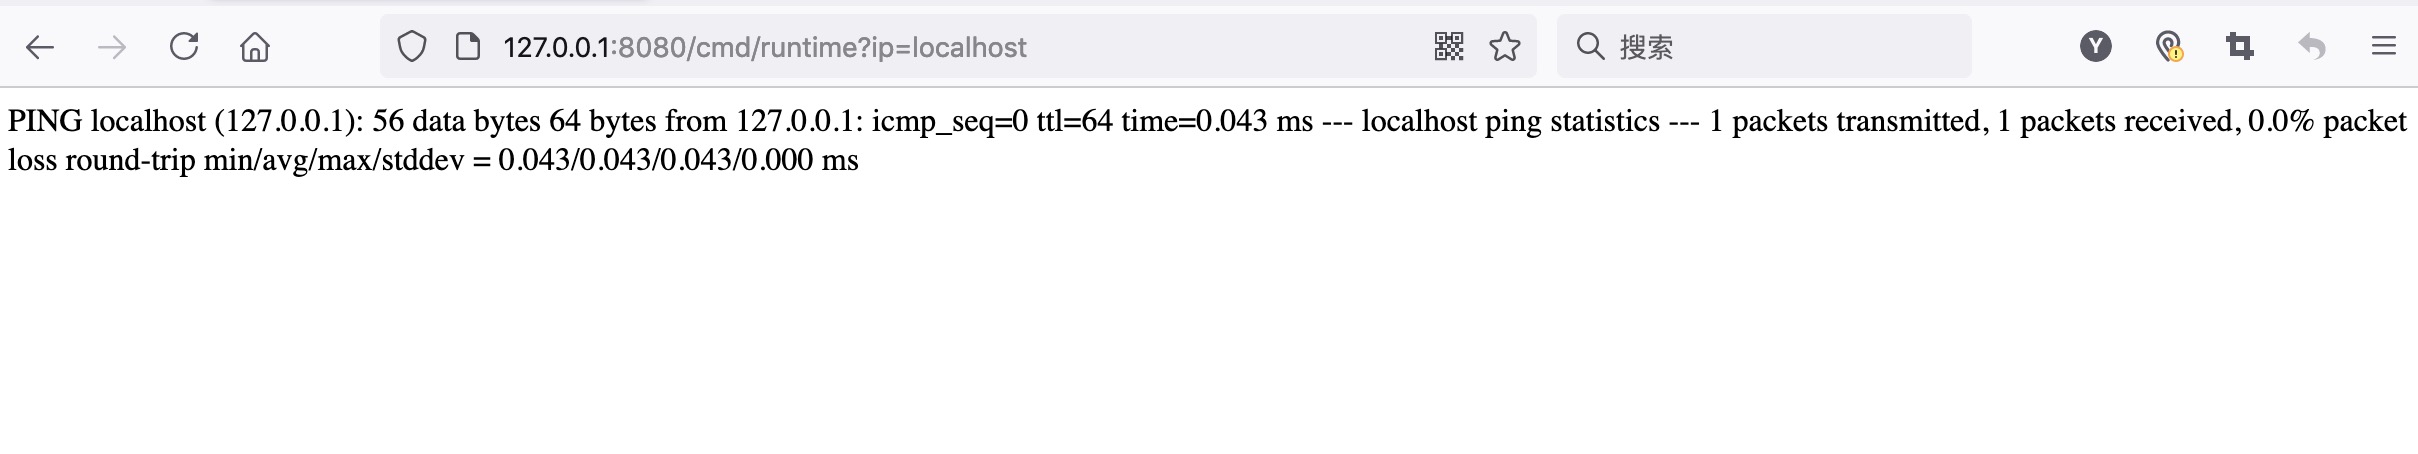 127.0.0.1:8080/cmd/runtime?ip=localhost
搜索
Y
PING localhost (127.0.0.1): 56 data bytes 64 bytes from 127.0.0.1: icmp_seq=0 ttl=64 time=0.043 ms --- localhost ping statistics --- 1 packets transmitted, 1 packets received, 0.0% packet
loss round-trip min/avg/max/stddev = 0.043/0.043/0.043/0.000 ms